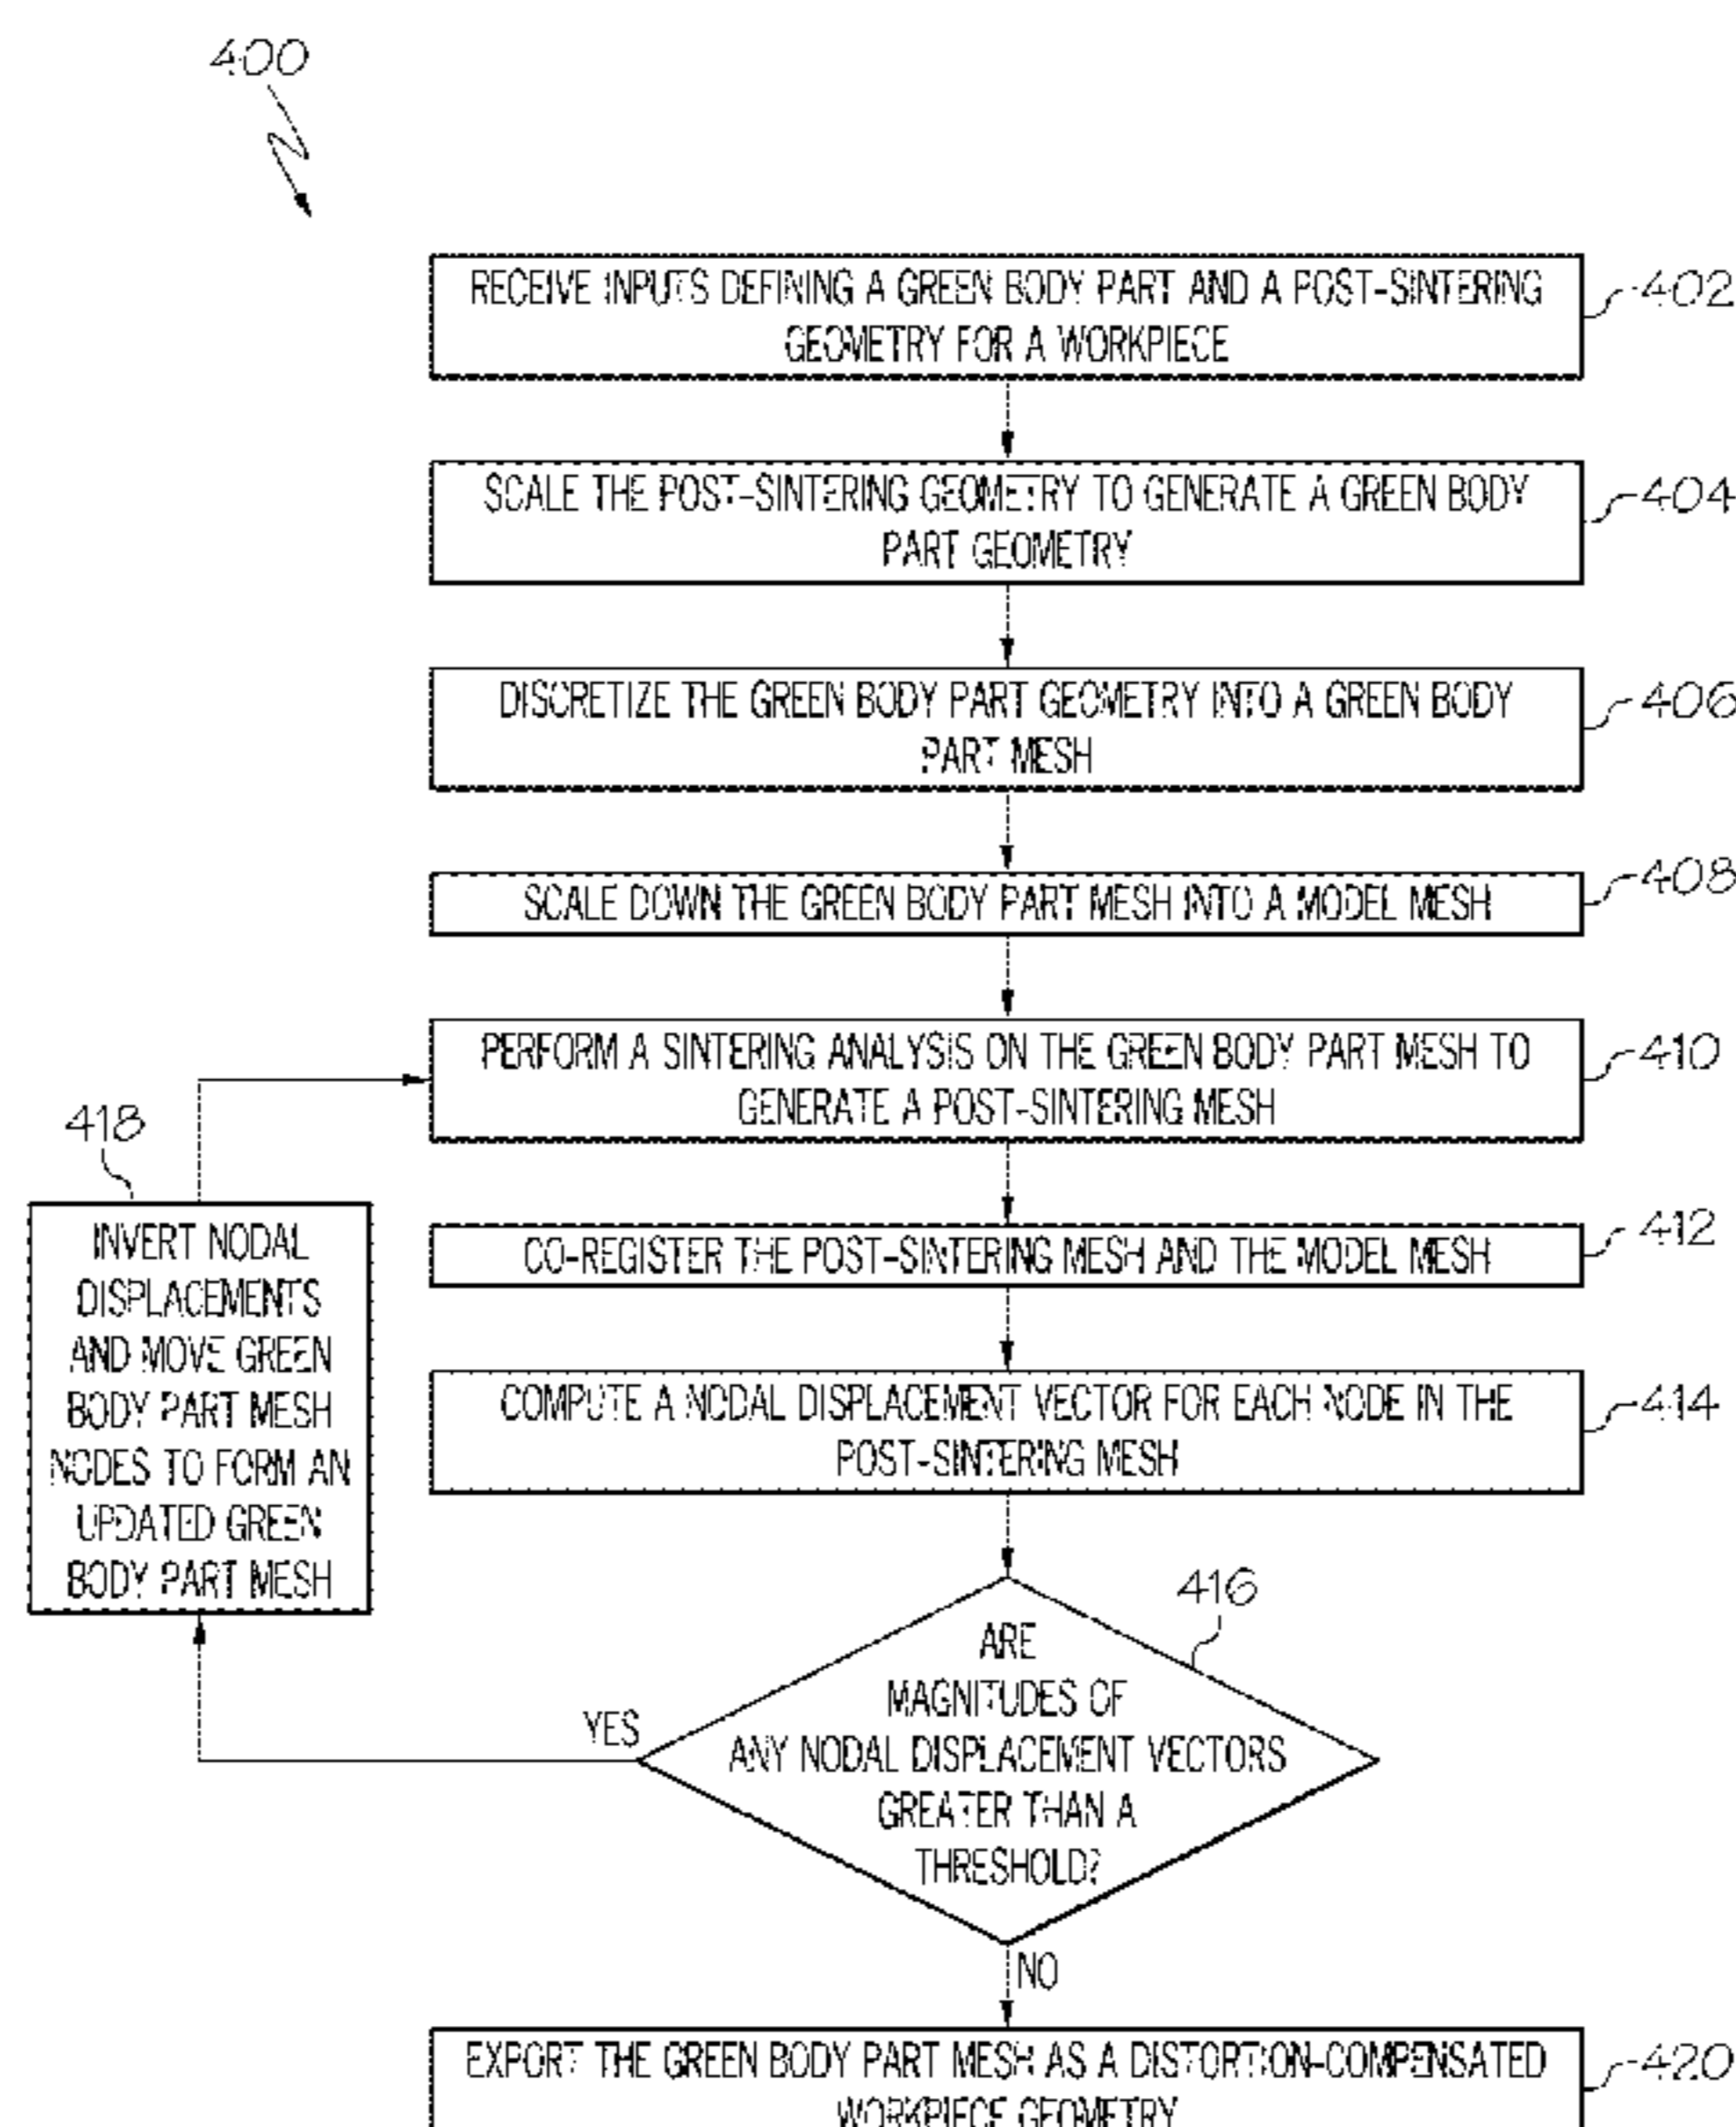 400
RECEIVE INPUTS DEFINING A GREEN BODY PART AND A POST-SINTERING
GEOMETRY FOR A WORKPIECE
402
SCALE THE POST-SINTERING GEOMETRY TO GENERATE A GREEN BODY
PART GEOMETRY
404
DISCRETIZE THE GREEN BODY PART GEOMETRY INTO A GREEN BODY
PART MESH
406
SCALE DOWN THE GREEN BODY PART MESH INTO A MODEL MESH
408
PERFORM A SINTERING ANALYSIS ON THE GREEN BODY PART MESH TO
GENERATE A POST-SINTERING MESH
410
CO-REGISTER THE POST-SINTERING MESH AND THE MODEL MESH
412
COMPUTE A NODAL DISPLACEMENT VECTOR FOR EACH NODE IN THE
POST-SINTERING MESH
414
ARE
MAGNITUDES OF
ANY NODAL DISPLACEMENT VECTORS
GREATER THAN A
THRESHOLD?
416
YES
418
INVERT NODAL
DISPLACEMENTS
AND MOVE GREEN
BODY PART MESH
NODES TO FORM AN
UPDATED GREEN
BODY PART MESH
NO
EXPORT THE GREEN BODY PART MESH AS A DISTORTION-COMPENSATED
WORKPIECE GEOMETRY
420